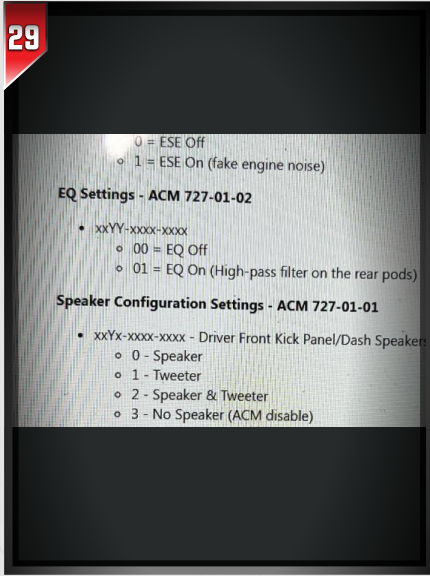 29
0 = ESE Off
1 = ESE On (fake engine noise)
EQ Settings - ACM 727-01-02
xxYY-xxxx-xxxx
00 = EQ Off
01 = EQ On (High-pass filter on the rear pods)
Speaker Configuration Settings - ACM 727-01-01
xxYx-xxxx-xxxx - Driver Front Kick Panel/Dash Speaker
0 - Speaker
1 - Tweeter
2 - Speaker & Tweeter
3 - No Speaker (ACM disable)